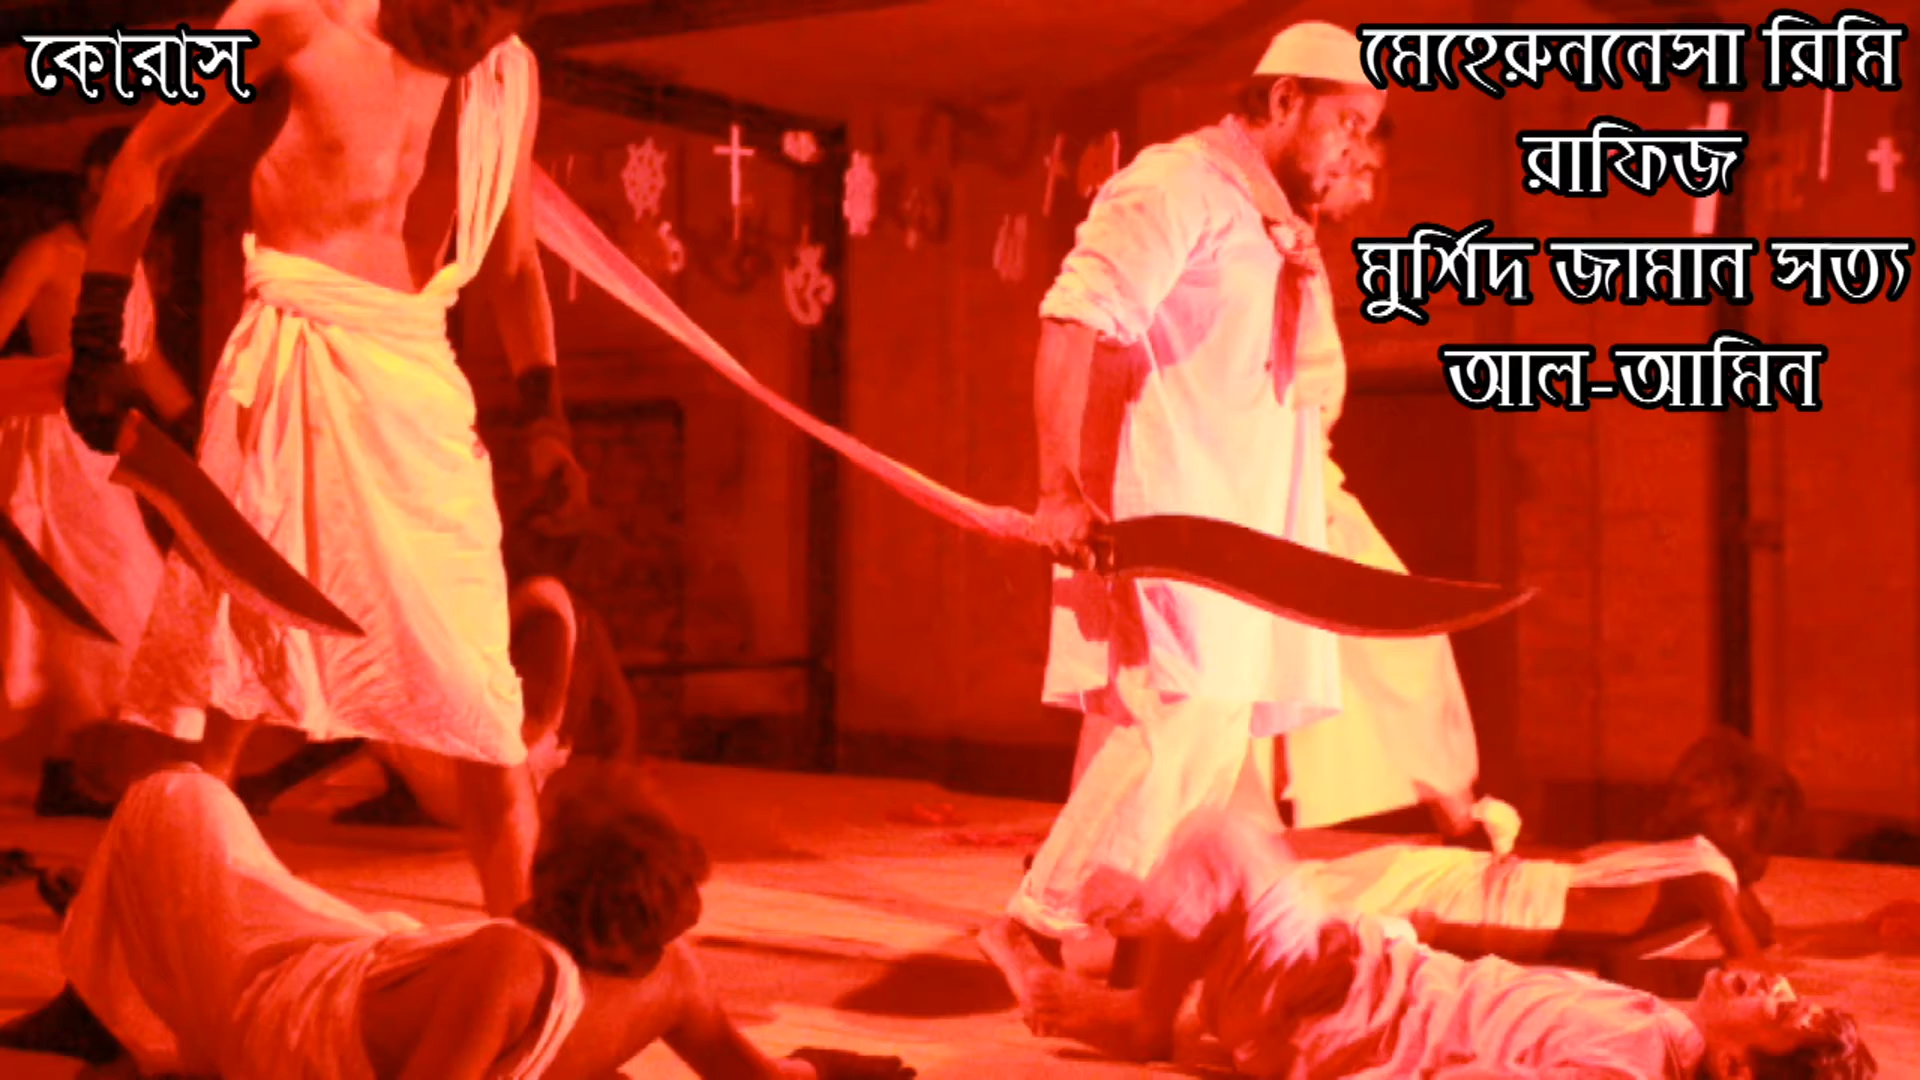 কোরাস
মেহেরুননেসা রিমি
রাফিজ
মুর্শিদ জামান সত্য
আল-আমিন